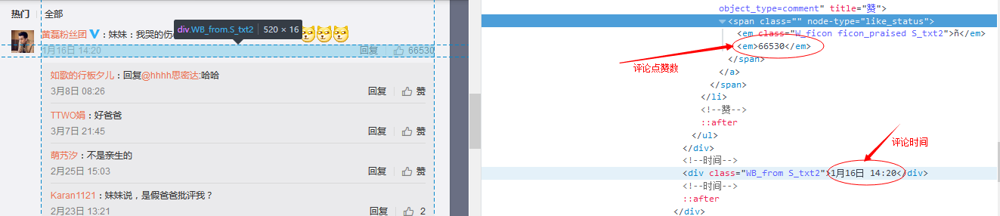 热门 | 全部
div.WB_from.S_txt2 | 520 × 16
黄磊粉丝团 V：妹妹：我哭的伤
1月16日 14:20 回复 66530
如歌的行板夕儿：回复@hhhh思密达:哈哈
3月8日 08:26 回复 赞
TTWO娟：好爸爸
3月7日 21:45 回复 赞
萌艿汐：不是亲生的
2月25日 15:03 回复 赞
Karan1121：妹妹说，是假爸爸批评我？
2月23日 13:21 回复 2
object_type=comment" title="赞">
<span class="" node-type="like_status">
<em class="W_ficon ficon_praised S_txt2">ñ</em>
<em>66530</em>
评论点赞数
</span>
</a>
</span>
</li>
<!--赞-->
::after
</ul>
</div>
评论时间
<!--时间-->
<div class="WB_from S_txt2">1月16日 14:20</div>
<!--时间-->
::after
</div>